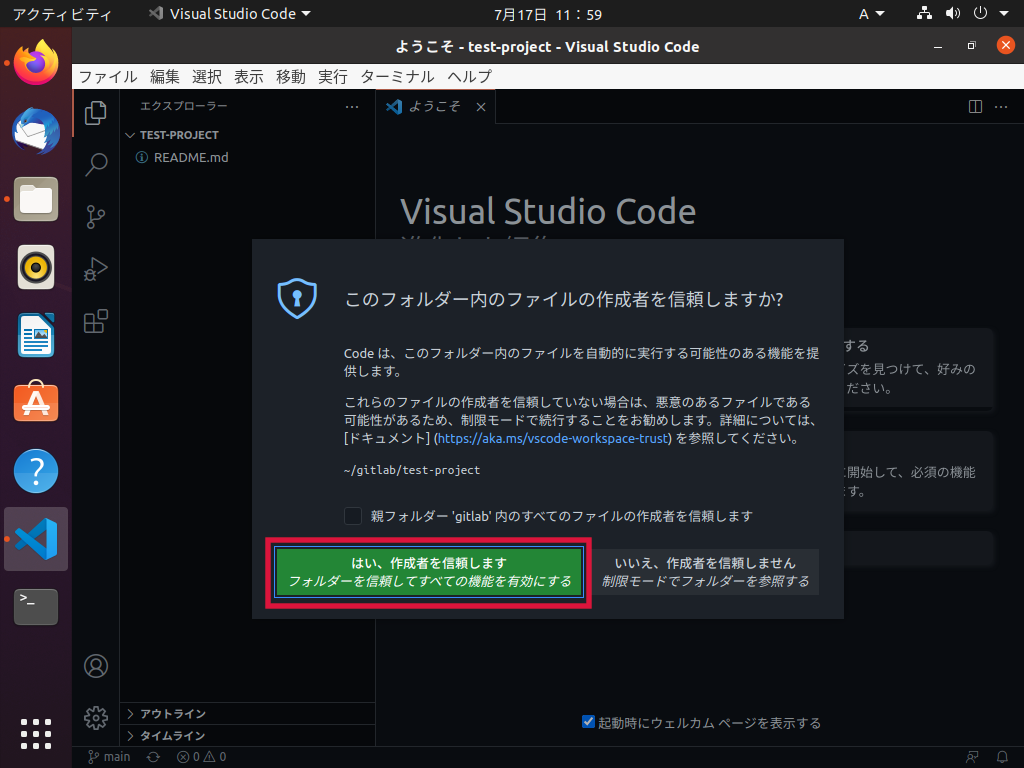 アクティビティ
Visual Studio Code
7月17日 11：59
A
ようこそ - test-project - Visual Studio Code
ファイル 編集 選択 表示 移動 実行 ターミナル ヘルプ
エクスプローラー
ようこそ
TEST-PROJECT
README.md
Visual Studio Code
このフォルダー内のファイルの作成者を信頼しますか?
Code は、このフォルダー内のファイルを自動的に実行する可能性のある機能を提
供します。
これらのファイルの作成者を信頼していない場合は、悪意のあるファイルである
可能性があるため、制限モードで続行することをお勧めします。詳細については、
[ドキュメント] (https://aka.ms/vscode-workspace-trust) を参照してください。
~/gitlab/test-project
親フォルダー 'gitlab' 内のすべてのファイルの作成者を信頼します
はい、作成者を信頼します
フォルダーを信頼してすべての機能を有効にする
いいえ、作成者を信頼しません
制限モードでフォルダーを参照する
する
イズを見つけて、好みの
ださい。
開始して、必須の機能
ます。
アウトライン
タイムライン
起動時にウェルカム ページを表示する
main
0
0